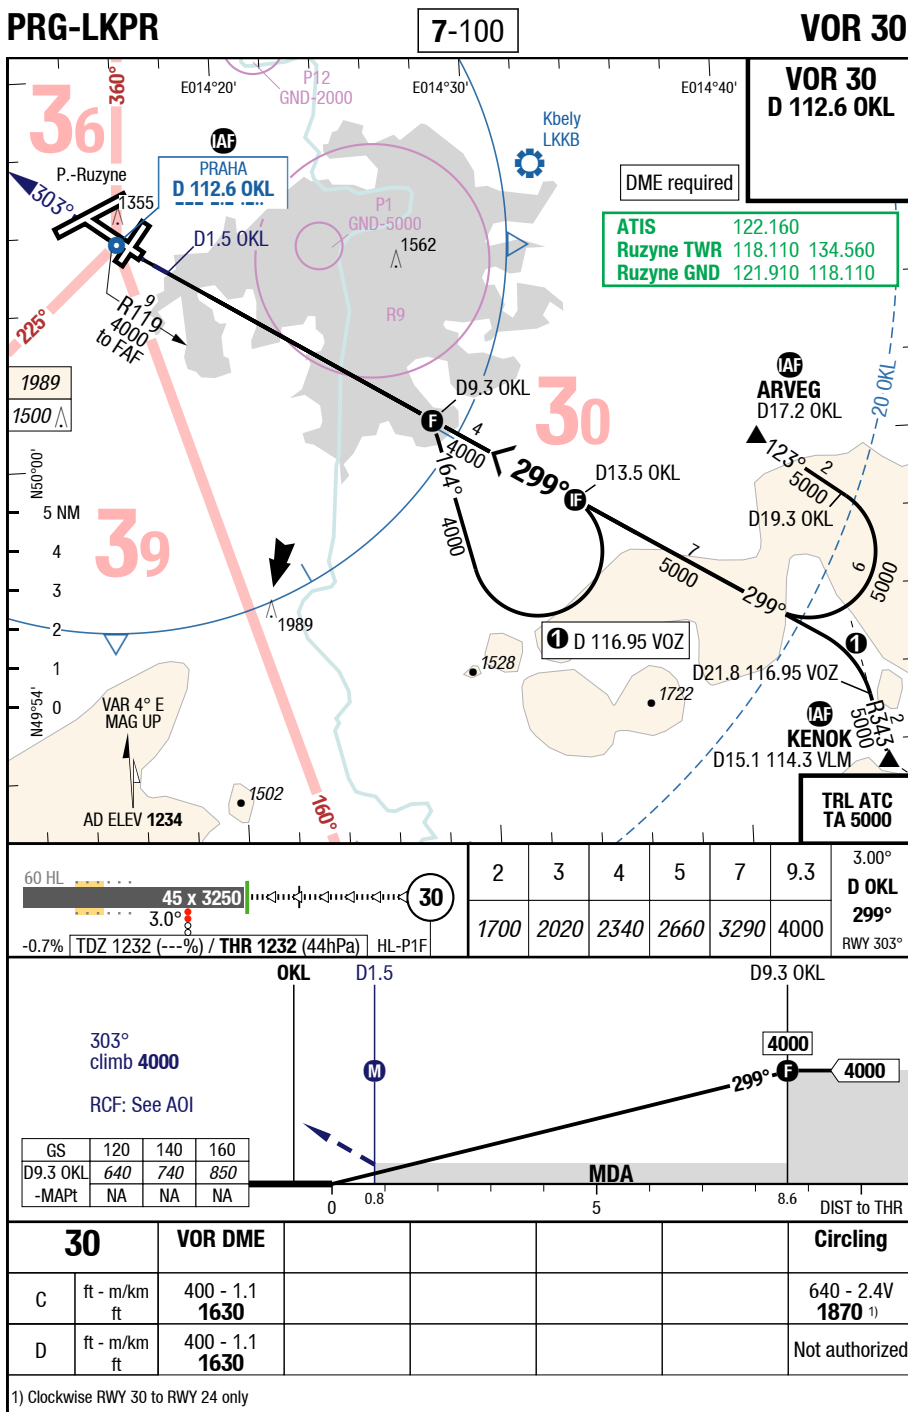 PRG-LKPR
7-100
VOR 30
VOR 30
D 112.6 OKL
E014°20'
E014°30'
E014°40'
P12
GND-2000
360°
36
IAF
PRAHA
D 112.6 OKL
Kbely
LKKB
P.-Ruzyne
303°
1355
DME required
P1
GND-5000
1562
ATIS 122.160
Ruzyne TWR 118.110 134.560
Ruzyne GND 121.910 118.110
D1.5 OKL
9
R119
4000
to FAF
225°
R9
1989
1500
D9.3 OKL
F
30
IAF
ARVEG
D17.2 OKL
20 OKL
4
4000
299°
D13.5 OKL
IF
123°
2
5000
D19.3 OKL
N50°00'
5 NM
4
3
2
1
0
N49°54'
39
164°
4000
7
5000
299°
6
5000
1989
1 D 116.95 VOZ
1
1528
1722
D21.8 116.95 VOZ
R343
2
5000
IAF
KENOK
D15.1 114.3 VLM
VAR 4° E
MAG UP
AD ELEV 1234
1502
160°
TRL ATC
TA 5000
60 HL
45 x 3250
30
3.0°
-0.7% TDZ 1232 (---%) / THR 1232 (44hPa) HL-P1F
2 3 4 5 7 9.3
1700 2020 2340 2660 3290 4000
3.00°
D OKL
299°
RWY 303°
OKL D1.5 D9.3 OKL
303°
climb 4000
RCF: See AOI
M
4000
299°
F
4000
GS 120 140 160
D9.3 OKL 640 740 850
-MAPt NA NA NA
MDA
0 0.8 5 8.6 DIST to THR
30 VOR DME Circling
C ft - m/km 400 - 1.1 640 - 2.4V
ft 1630 1870 1)
D ft - m/km 400 - 1.1 Not authorized
ft 1630
1) Clockwise RWY 30 to RWY 24 only